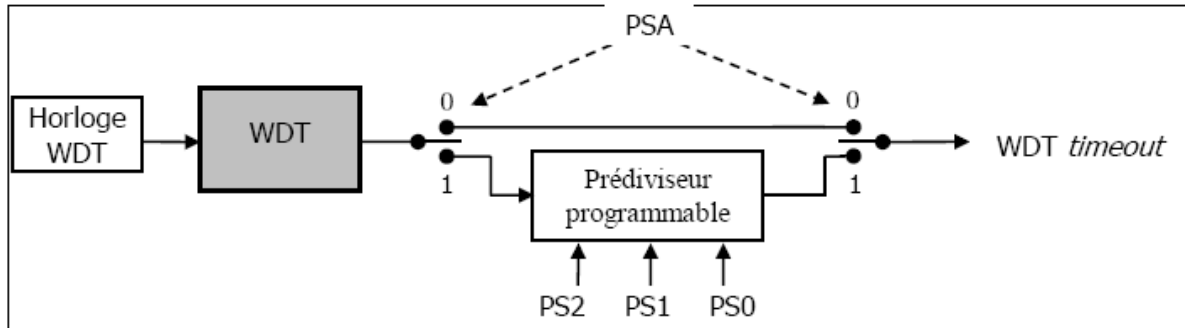 PSA
0
0
Horloge
WDT
WDT
WDT timeout
1
1
Prédiviseur
programmable
PS2 PS1 PS0